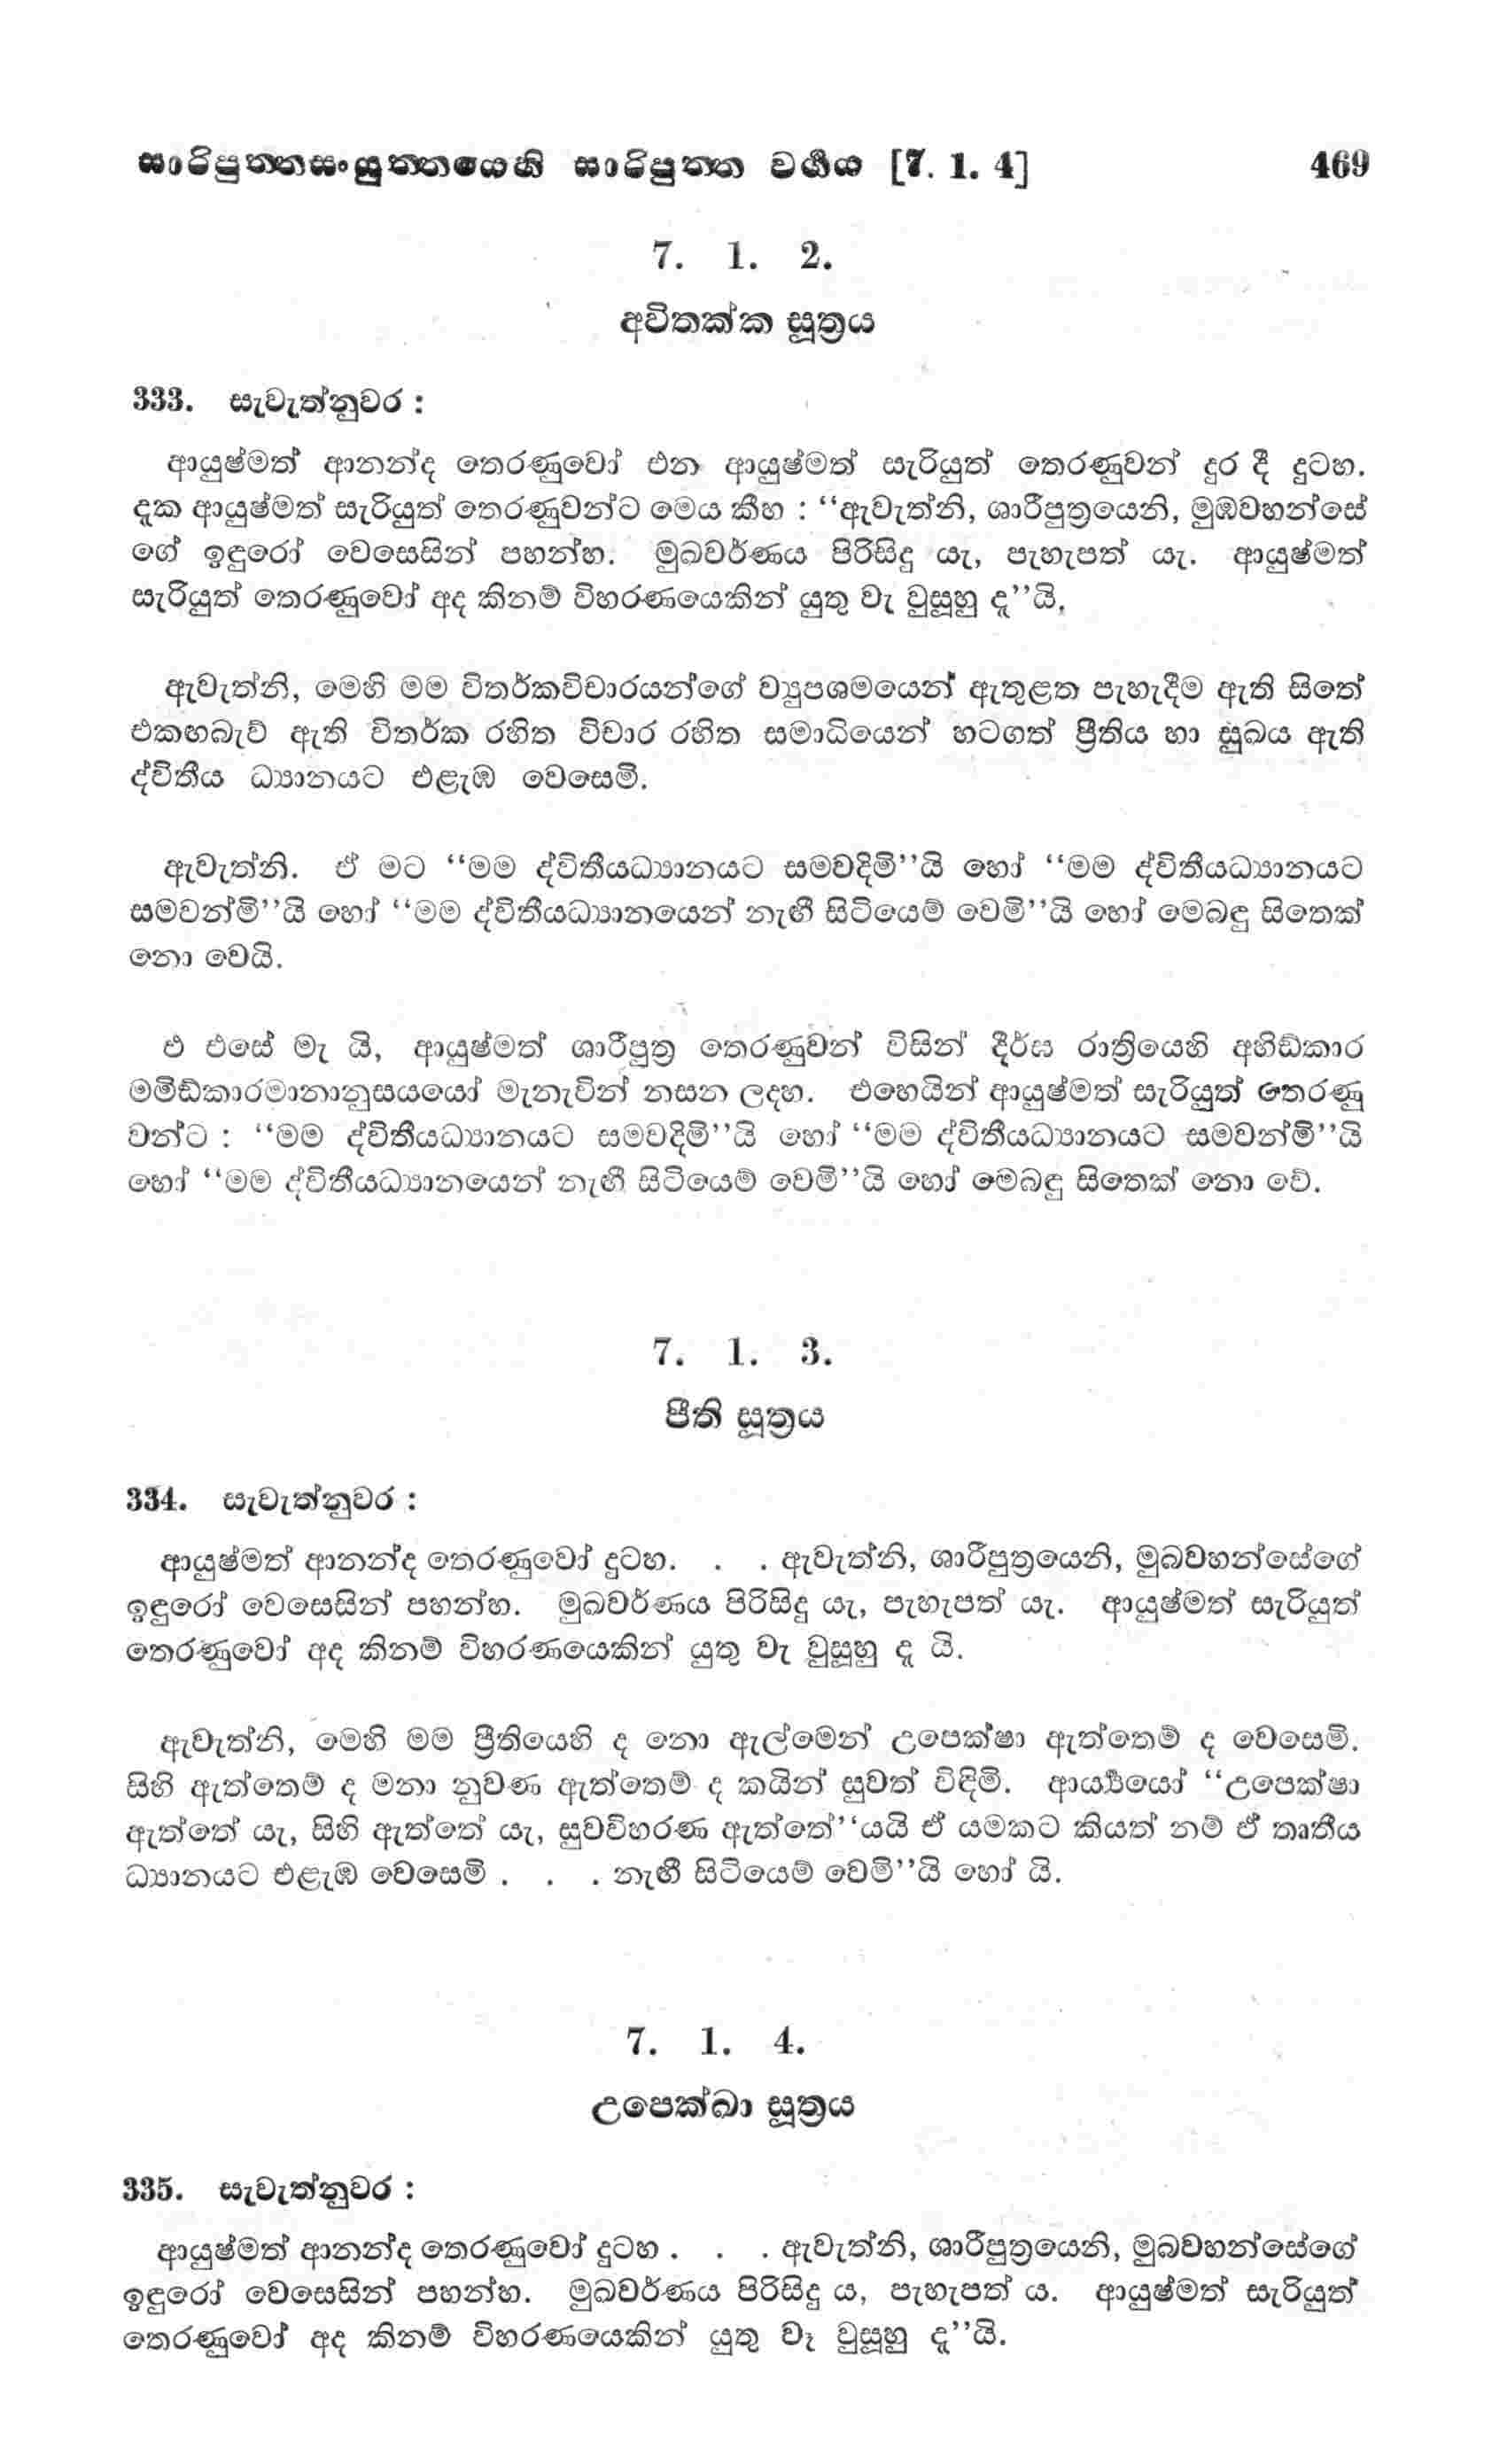 සාරිපුත්තසංයුත්තයෙහි සාරිපුත්ත වර්ගය [7. 1. 4] 469
7. 1. 2.
අවිතක්ක සූත්‍රය
333. සැවැත්නුවර :
ආයුෂ්මත් ආනන්ද තෙරණුවෝ එන ආයුෂ්මත් සැරියුත් තෙරණුවන් දුර දී දුටහ.
දැක ආයුෂ්මත් සැරියුත් තෙරණුවන්ට මෙය කීහ : “ඇවැත්නි, ශාරීපුත්‍රයෙනි, මුඹවහන්සේ
ගේ ඉඳුරෝ වෙසෙසින් පහන්හ. මුඛවර්ණය පිරිසිදු යැ, පැහැපත් යැ. ආයුෂ්මත්
සැරියුත් තෙරණුවෝ අද කිනම් විහරණයෙකින් යුතු වැ වුසූහු දැ”යි.
ඇවැත්නි, මෙහි මම විතර්කවිචාරයන්ගේ ව්‍යුපශමයෙන් ඇතුළත පැහැදීම ඇති සිතේ
එකඟබැව් ඇති විතර්ක රහිත විචාර රහිත සමාධියෙන් හටගත් ප්‍රීතිය හා සුඛය ඇති
ද්විතීය ධ්‍යානයට එළැඹ වෙසෙමි.
ඇවැත්නි. ඒ මට “මම ද්විතීයධ්‍යානයට සමවදිමි”යි හෝ “මම ද්විතීයධ්‍යානයට
සමවන්මි”යි හෝ “මම ද්විතීයධ්‍යානයෙන් නැඟී සිටියෙම් වෙමි”යි හෝ මෙබඳු සිතෙක්
නො වෙයි.
එ එසේ මැ යි, ආයුෂ්මත් ශාරීපුත්‍ර තෙරණුවන් විසින් දීර්ඝ රාත්‍රියෙහි අහිඞ්කාර
මමිඞ්කාරමානානුසයයෝ මැනැවින් නසන ලදහ. එහෙයින් ආයුෂ්මත් සැරියුත් තෙරණු
වන්ට : “මම ද්විතීයධ්‍යානයට සමවදිමි”යි හෝ “මම ද්විතීයධ්‍යානයට සමවන්මි”යි
හෝ “මම ද්විතීයධ්‍යානයෙන් නැඟී සිටියෙම් වෙමි”යි හෝ මෙබඳු සිතෙක් නො වේ.
7. 1. 3.
පීති සූත්‍රය
334. සැවැත්නුවර :
ආයුෂ්මත් ආනන්ද තෙරණුවෝ දුටහ. . . ඇවැත්නි, ශාරීපුත්‍රයෙනි, මුබවහන්සේගේ
ඉඳුරෝ වෙසෙසින් පහන්හ. මුඛවර්ණය පිරිසිදු යැ, පැහැපත් යැ. ආයුෂ්මත් සැරියුත්
තෙරණුවෝ අද කිනම් විහරණයෙකින් යුතු වැ වුසූහු දැ යි.
ඇවැත්නි, මෙහි මම ප්‍රීතියෙහි ද නො ඇල්මෙන් උපෙක්ෂා ඇත්තෙම් ද වෙසෙමි.
සිහි ඇත්තෙම් ද මනා නුවණ ඇත්තෙම් ද කයින් සුවත් විඳිමි. ආර්‍ය්‍යයෝ “උපෙක්ෂා
ඇත්තේ යැ, සිහි ඇත්තේ යැ, සුවවිහරණ ඇත්තේ’‘යයි ඒ යමකට කියත් නම් ඒ තෘතීය
ධ්‍යානයට එළැඹ වෙසෙමි . . . නැඟී සිටියෙම් වෙමි”යි හෝ යි.
7. 1. 4.
උපෙක්ඛා සූත්‍රය
335. සැවැත්නුවර :
ආයුෂ්මත් ආනන්ද තෙරණුවෝ දුටහ . . . ඇවැත්නි, ශාරීපුත්‍රයෙනි, මුබවහන්සේගේ
ඉඳුරෝ වෙසෙසින් පහන්හ. මුඛවර්ණය පිරිසිදු ය, පැහැපත් ය. ආයුෂ්මත් සැරියුත්
තෙරණුවෝ අද කිනම් විහරණයෙකින් යුතු වෑ වුසූහු දැ”යි.